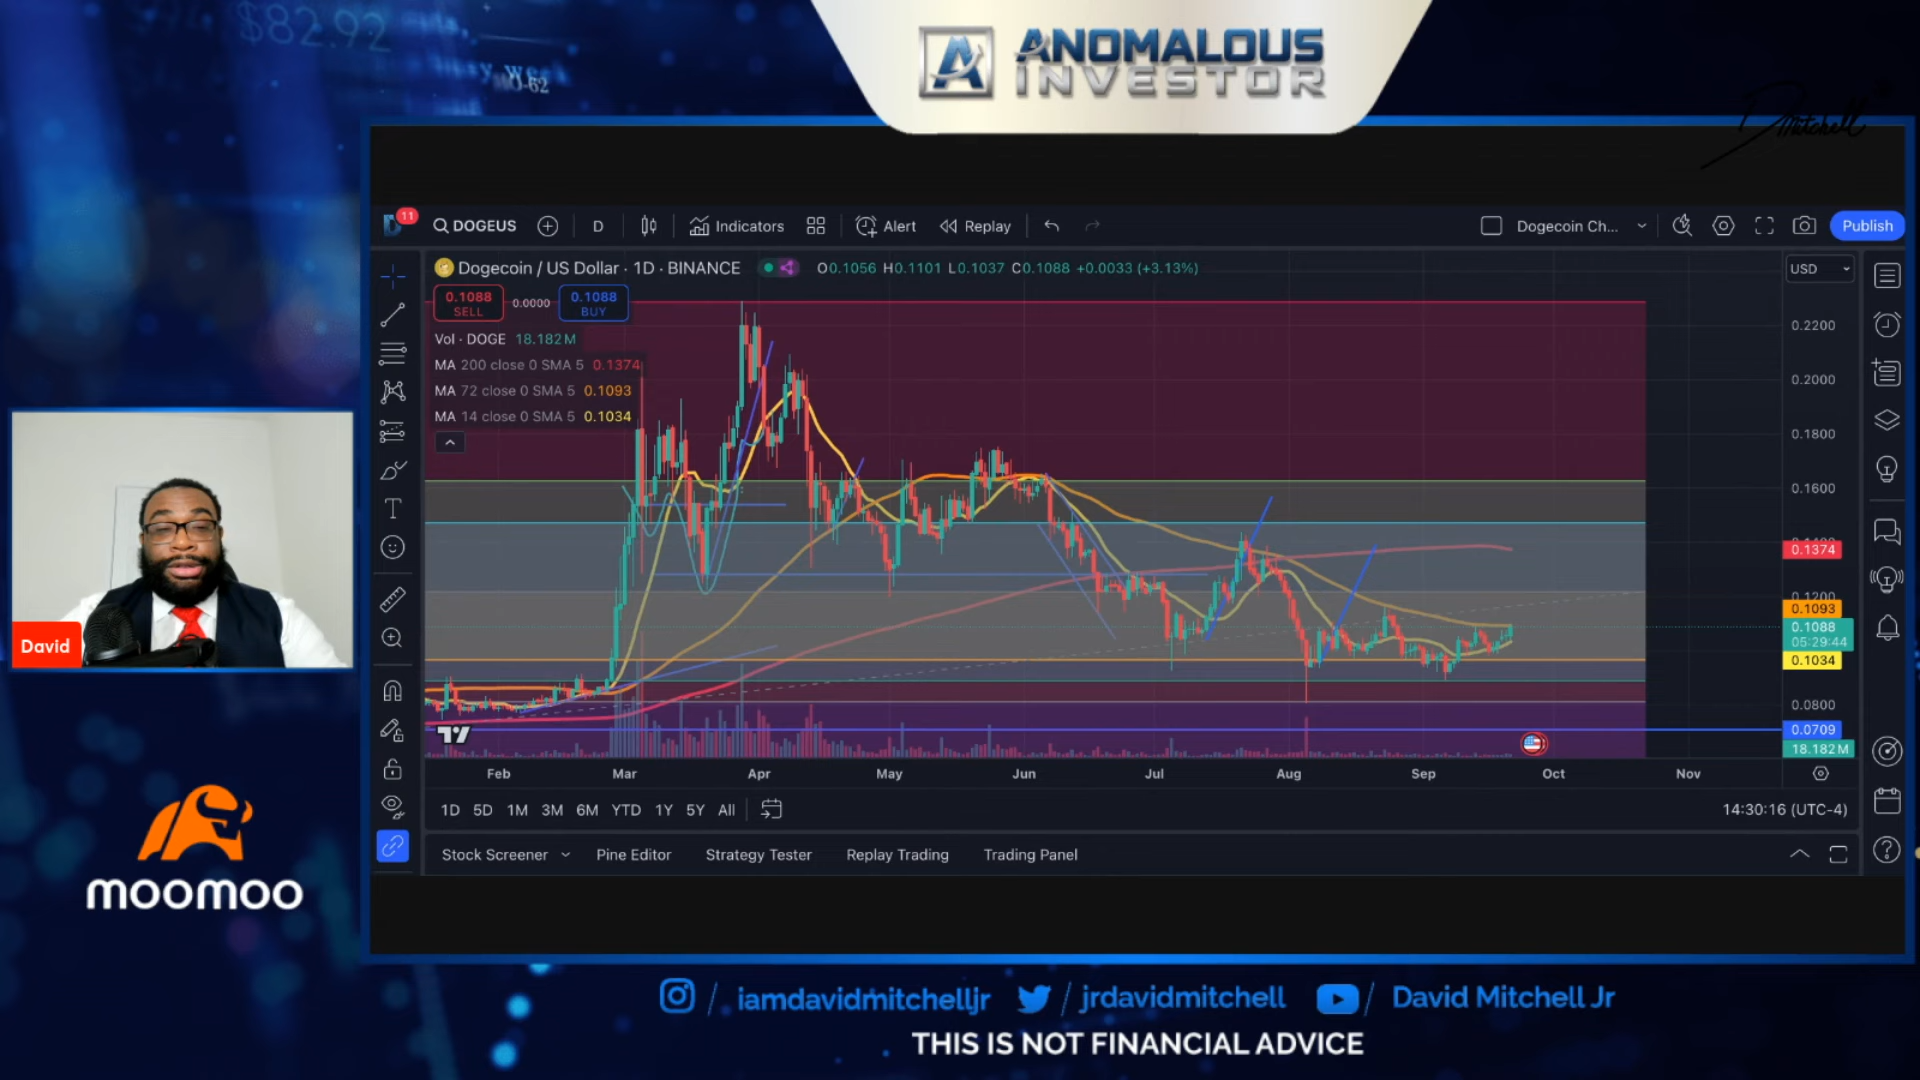 $82.92
ANOMALOUS
INVESTOR
D Mitchell
11
DOGEUS
D
Indicators
Alert
Replay
Dogecoin Ch...
Publish
Dogecoin / US Dollar · 1D · BINANCE
O0.1056 H0.1101 L0.1037 C0.1088 +0.0033 (+3.13%)
USD
0.1088
SELL
0.0000
0.1088
BUY
Vol · DOGE 18.182M
MA 200 close 0 SMA 5 0.1374
MA 72 close 0 SMA 5 0.1093
MA 14 close 0 SMA 5 0.1034
0.2200
0.2000
0.1800
0.1600
0.1374
0.1200
0.1093
0.1088
05:29:44
0.1034
0.0800
0.0709
18.182M
Feb Mar Apr May Jun Jul Aug Sep Oct Nov
1D 5D 1M 3M 6M YTD 1Y 5Y All
14:30:16 (UTC-4)
Stock Screener Pine Editor Strategy Tester Replay Trading Trading Panel
David
moomoo
/ iamdavidmitchelljr / jrdavidmitchell / David Mitchell Jr
THIS IS NOT FINANCIAL ADVICE